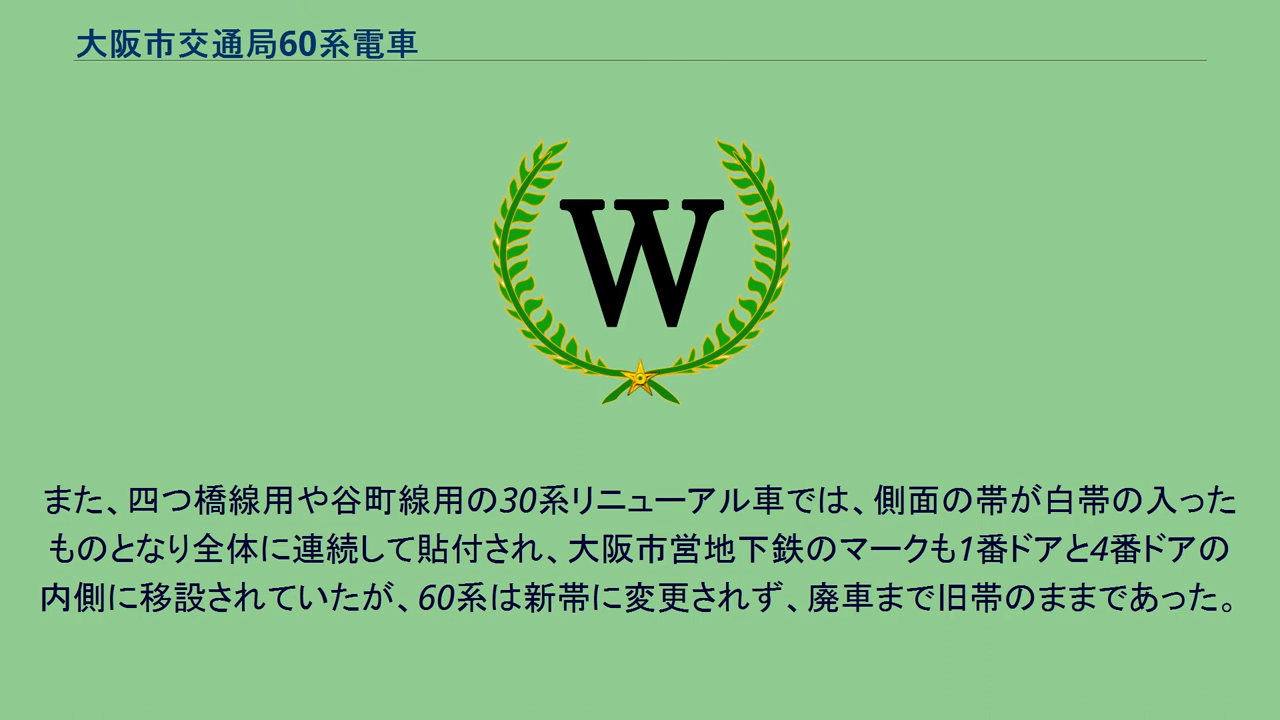 大阪市交通局60系電車
W
また、四つ橋線用や谷町線用の30系リニューアル車では、側面の帯が白帯の入った
ものとなり全体に連続して貼付され、大阪市営地下鉄のマークも1番ドアと4番ドアの
内側に移設されていたが、60系は新帯に変更されず、廃車まで旧帯のままであった。